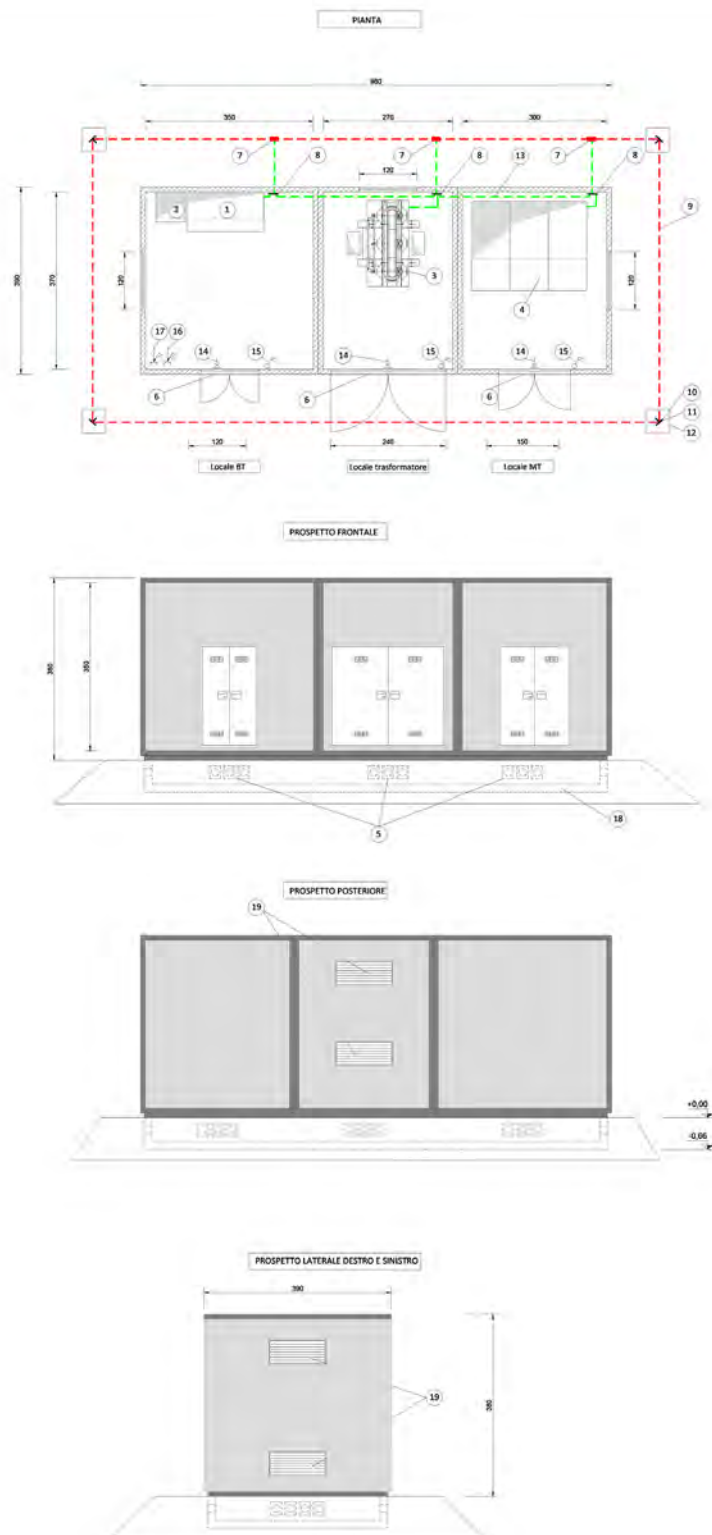 PIANTA
980
350 270 300
7 7 7
8 8 13 8
120
2 1
9
390
370
120
3
4
120
17 16
14 15 14 15 14 15
6 6 6
10
11
12
120 240 150
Locale BT Locale trasformatore Locale MT
PROSPETTO FRONTALE
350
5
18
PROSPETTO POSTERIORE
19
+0,00
-0,06
PROSPETTO LATERALE DESTRO E SINISTRO
390
19